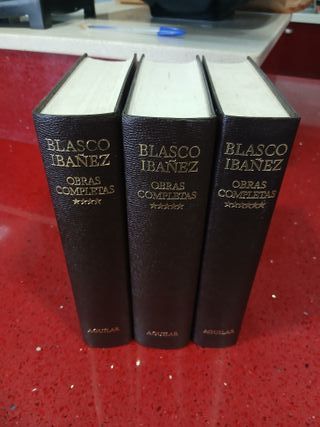 BLASCO
IBAÑEZ
OBRAS
COMPLETAS
****
AGUILAR
BLASCO
IBAÑEZ
OBRAS
COMPLETAS
*****
AGUILAR
BLASCO
IBAÑEZ
OBRAS
COMPLETAS
******
AGUILAR